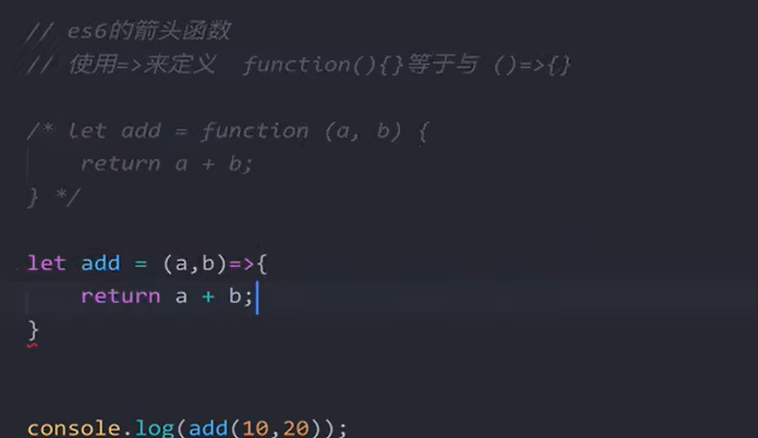 // es6的箭头函数
// 使用=>来定义  function(){}等于与 ()=>{}
/* let add = function (a, b) {
    return a + b;
} */
let add = (a,b)=>{
    return a + b;
}
console.log(add(10,20));